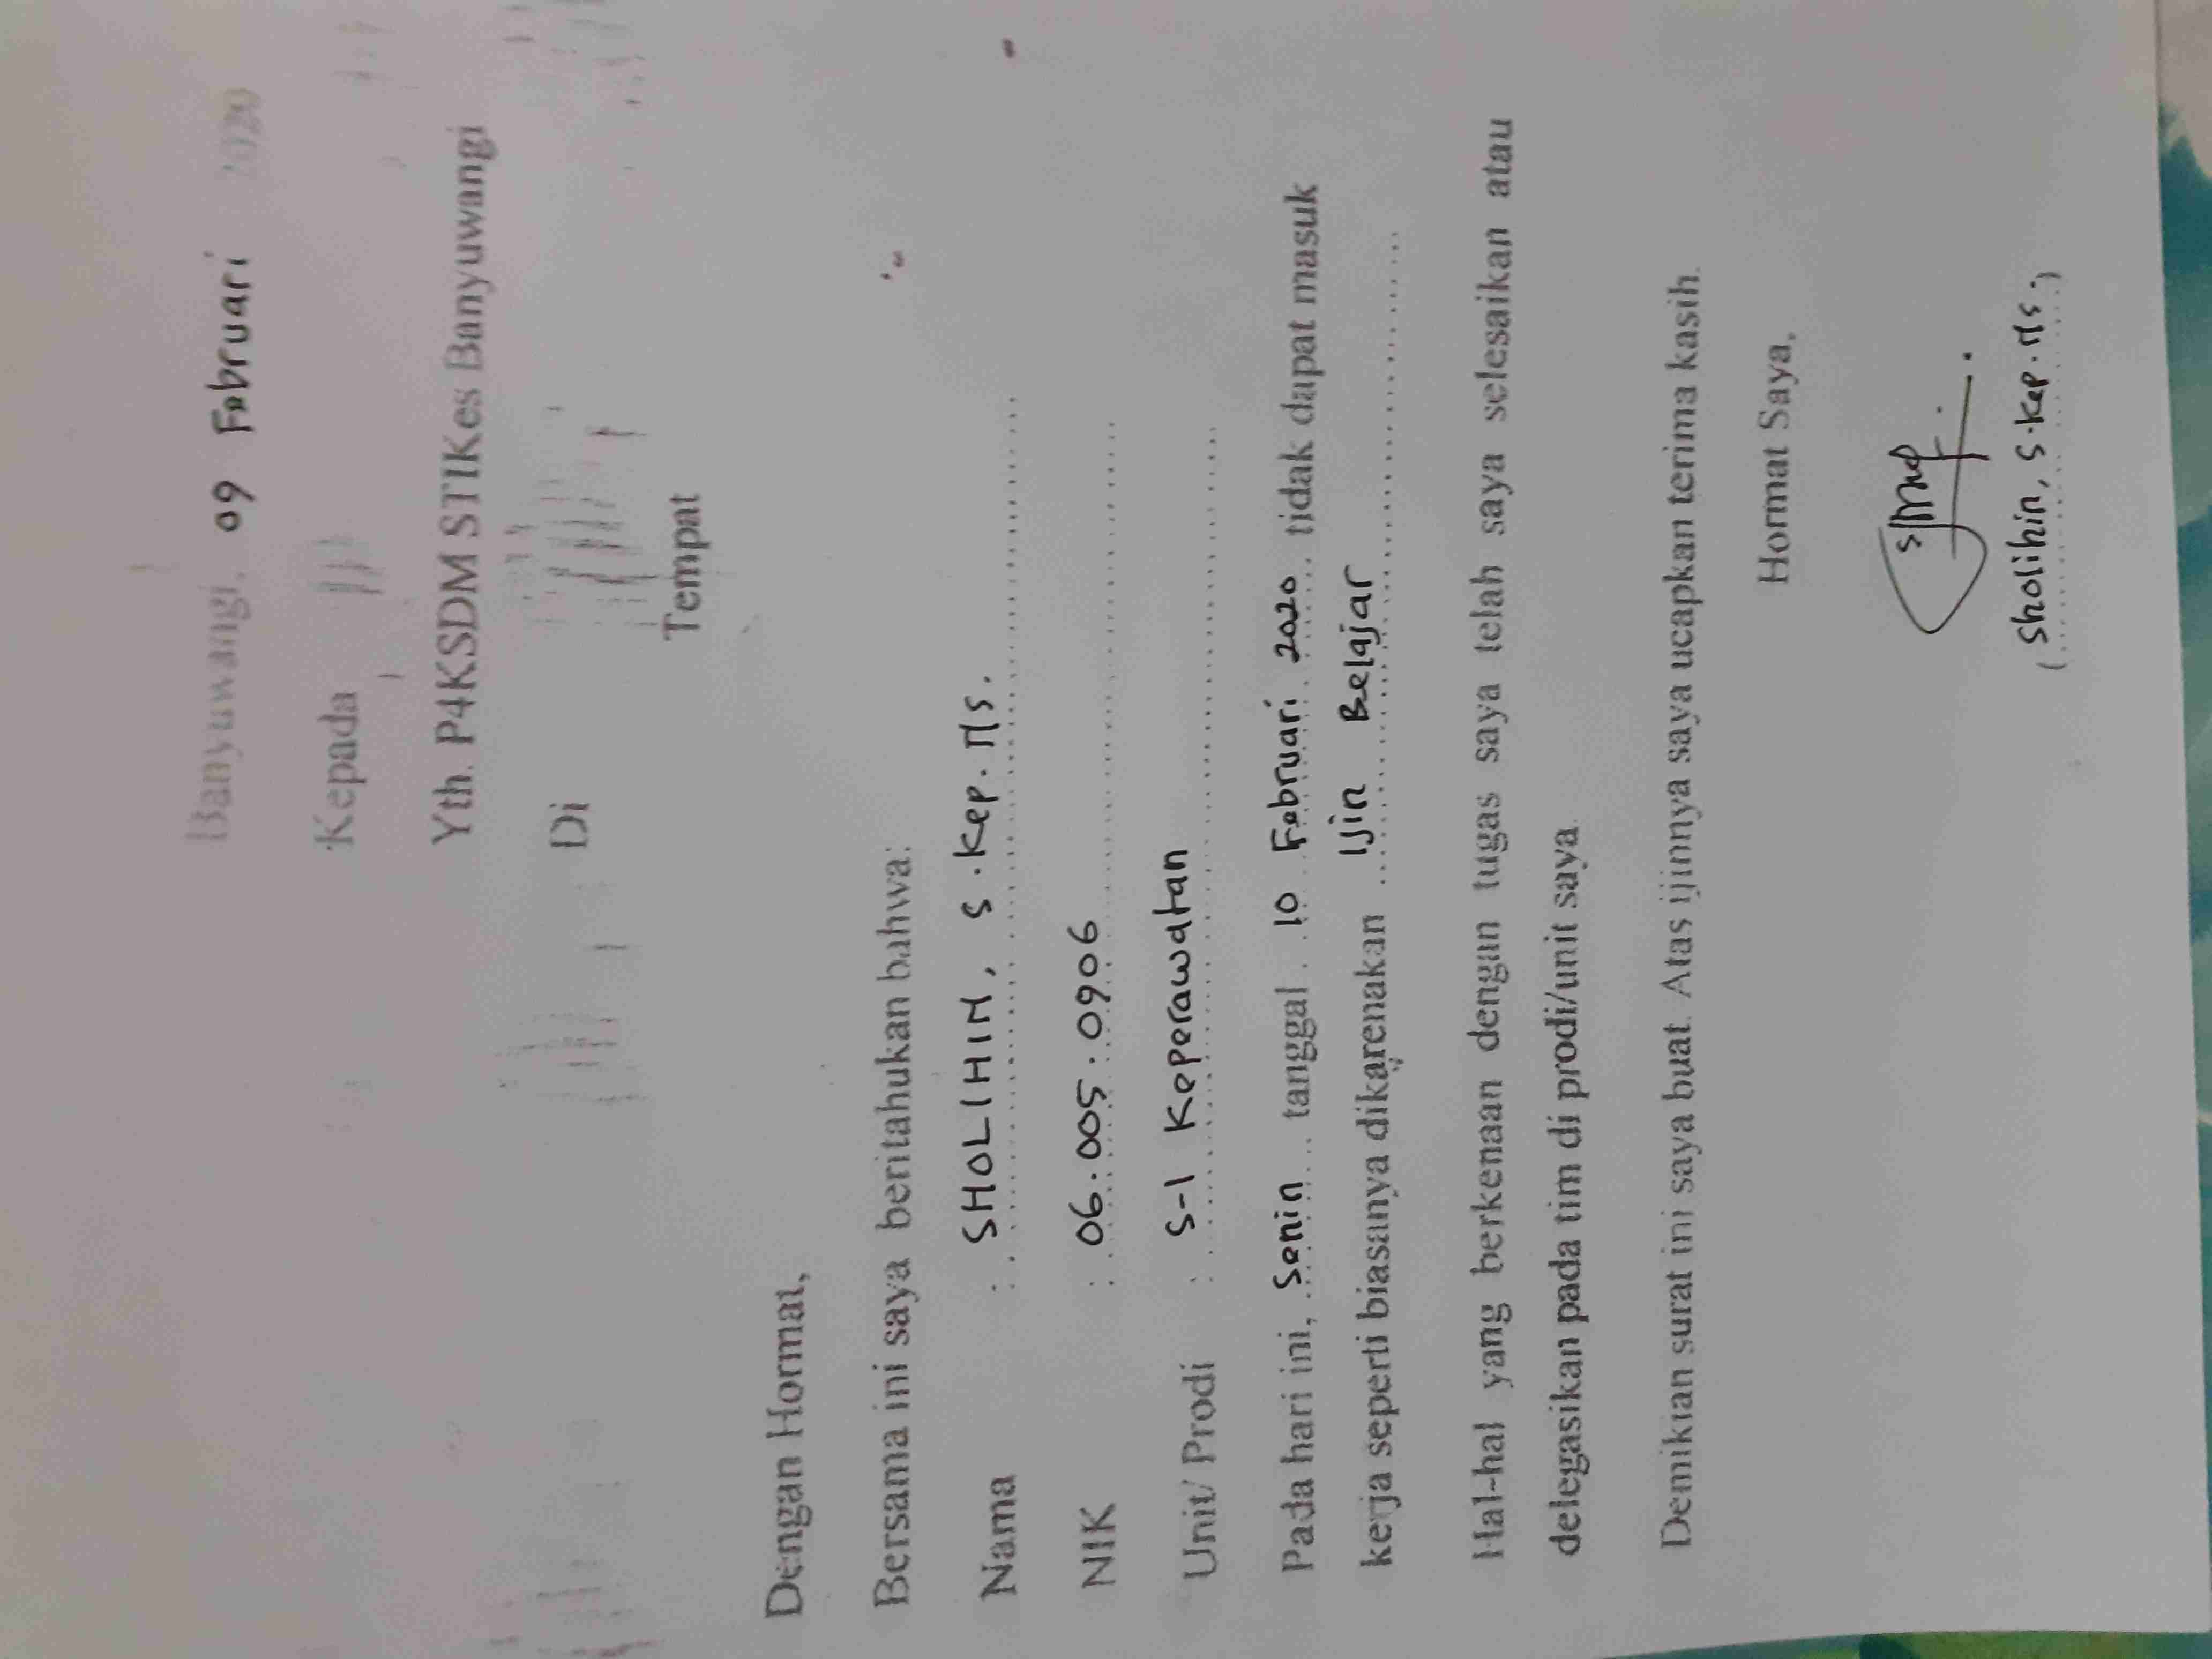 Banyuwangi, 09 Februari 2020
Kepada
Yth. P4KSDM STIKes Banyuwangi
Di
Tempat
Dengan Hormat,
Bersama ini saya beritahukan bahwa:
Nama : SHOLIHIN, S.Kep.Ns.
NIK : 06.005.0906
Unit/ Prodi : S-1 Keperawatan
Pada hari ini, Senin tanggal 10 Februari 2020 tidak dapat masuk
kerja seperti biasanya dikarenakan Ijin Belajar
Hal-hal yang berkenaan dengan tugas saya telah saya selesaikan atau
delegasikan pada tim di prodi/unit saya.
Demikian surat ini saya buat. Atas ijinnya saya ucapkan terima kasih.
Hormat Saya,
(Sholihin, S.Kep.Ns.)